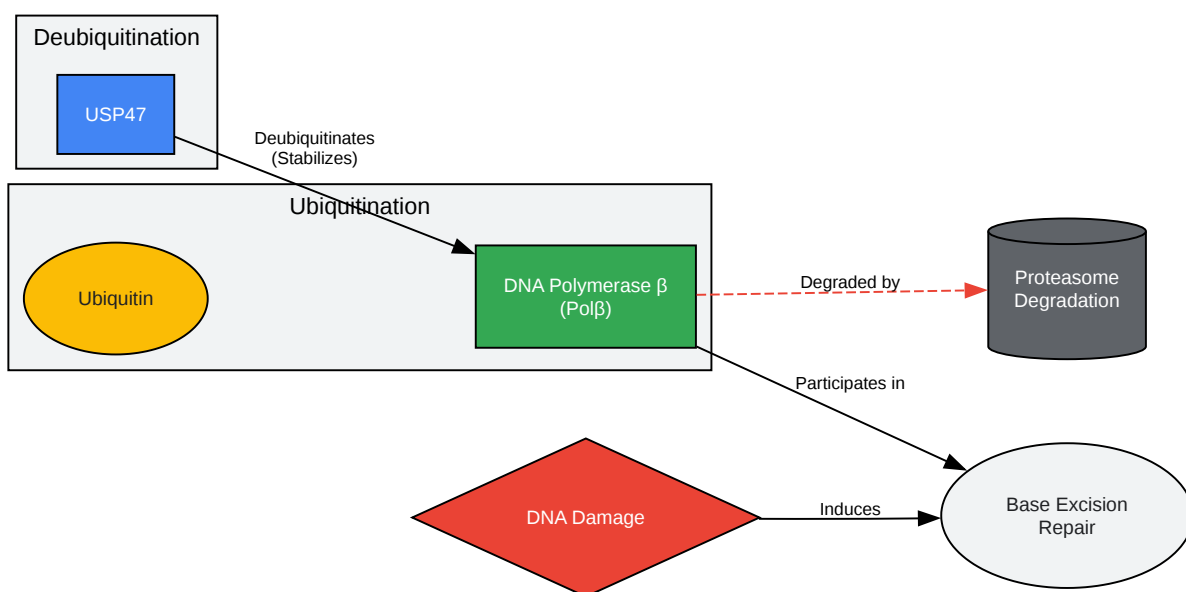 Deubiquitination
USP47
Deubiquitinates
(Stabilizes)
Ubiquitination
Ubiquitin
DNA Polymerase β
(Polβ)
Degraded by
Proteasome
Degradation
Participates in
DNA Damage
Induces
Base Excision
Repair